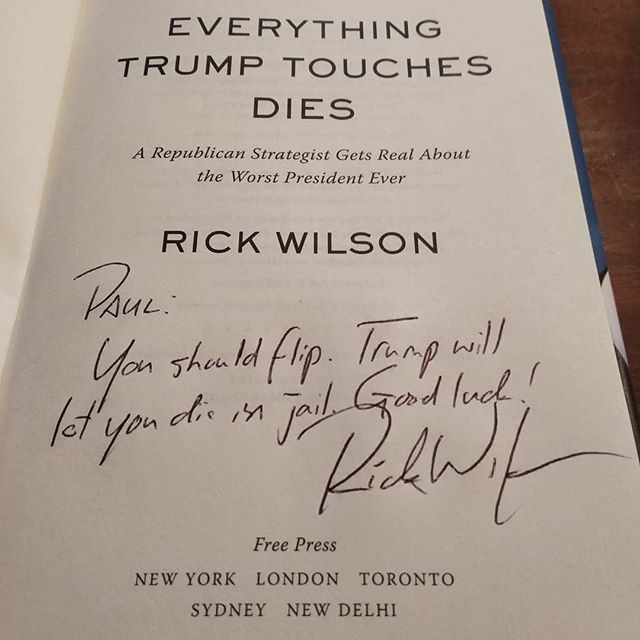 EVERYTHING
TRUMP TOUCHES
DIES
A Republican Strategist Gets Real About
the Worst President Ever
RICK WILSON
PAUL:
You should flip. Trump will
let you die in jail. Good luck!
Rick Wilson
Free Press
NEW YORK LONDON TORONTO
SYDNEY NEW DELHI